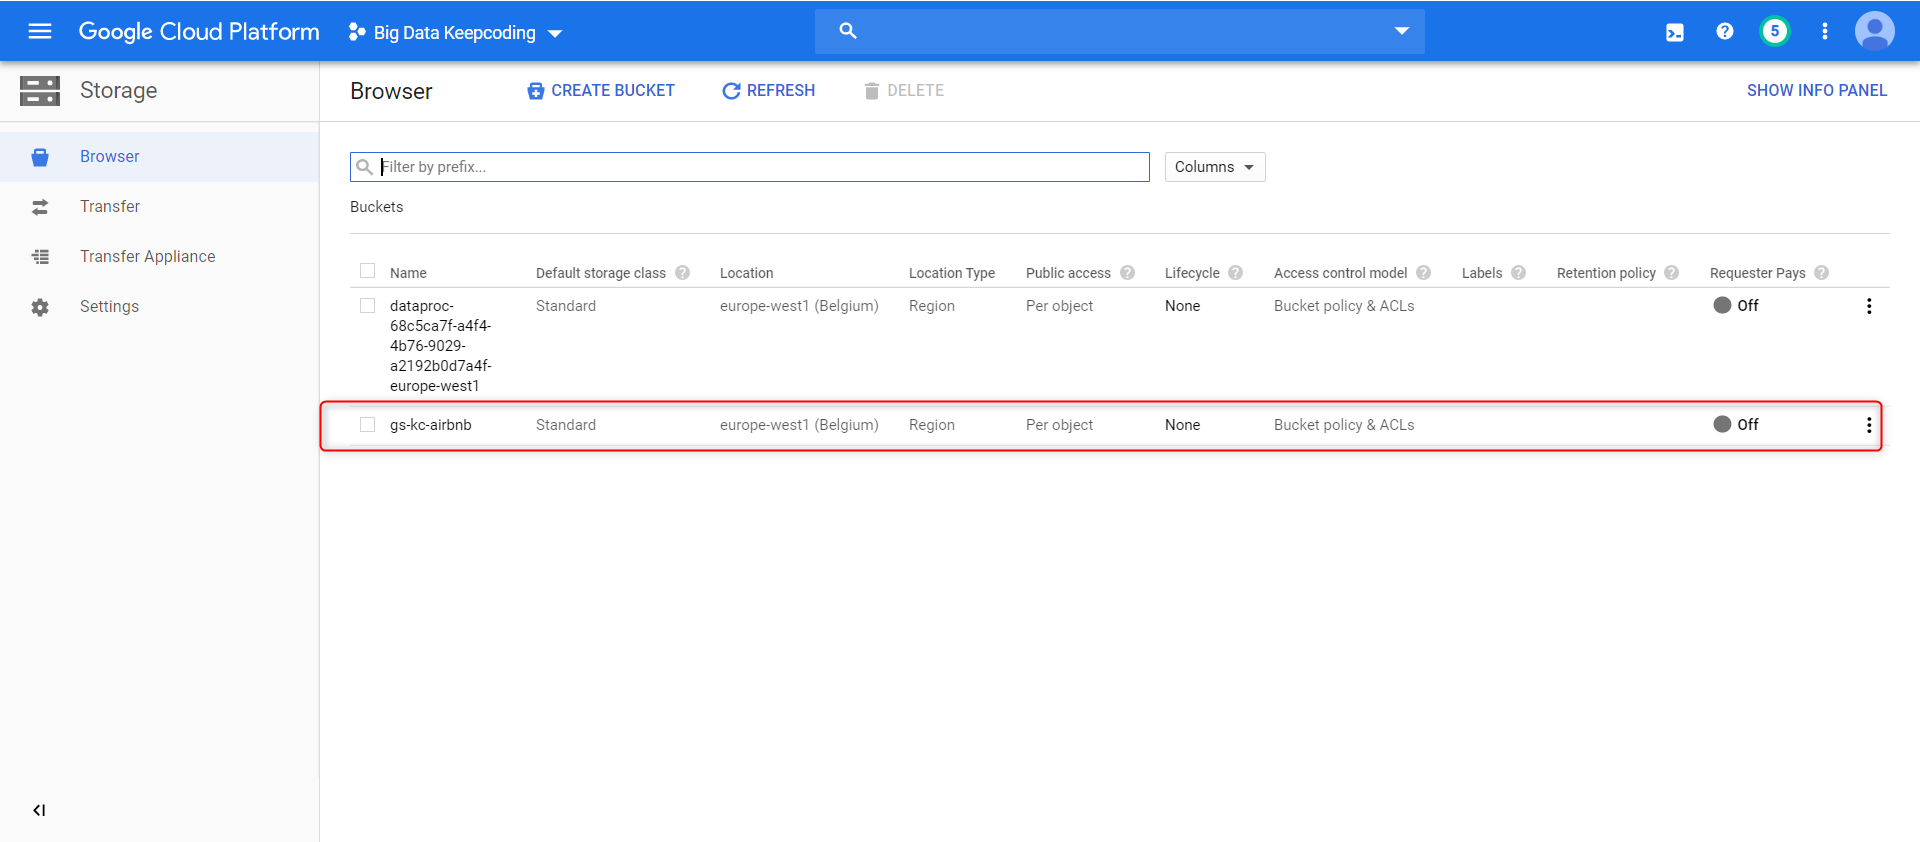 Google Cloud Platform Big Data Keepcoding 5
Storage
Browser CREATE BUCKET REFRESH DELETE SHOW INFO PANEL
Browser
Transfer
Transfer Appliance
Settings
Filter by prefix... Columns
Buckets
Name Default storage class Location Location Type Public access Lifecycle Access control model Labels Retention policy Requester Pays
dataproc- Standard europe-west1 (Belgium) Region Per object None Bucket policy & ACLs Off
68c5ca7f-a4f4-
4b76-9029-
a2192b0d7a4f-
europe-west1
gs-kc-airbnb Standard europe-west1 (Belgium) Region Per object None Bucket policy & ACLs Off